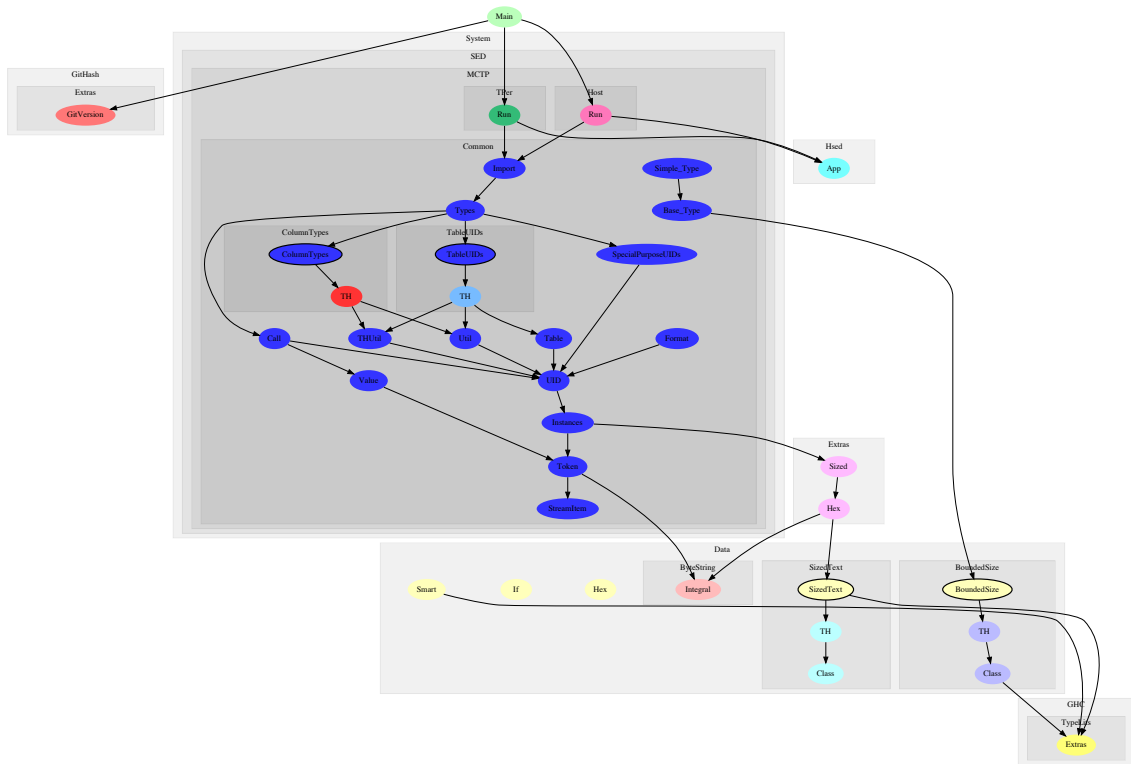 Main
System
SED
GitHash
MCTP
Extras
TPer
Host
GitVersion
Run
Run
Common
Hsed
Import
Simple_Type
App
Types
Base_Type
ColumnTypes
TableUIDs
ColumnTypes
TableUIDs
SpecialPurposeUIDs
TH
TH
Call
THUtil
Util
Table
Format
Value
UID
Instances
Extras
Token
Sized
StreamItem
Hex
Data
ByteString
SizedText
BoundedSize
Smart
If
Hex
Integral
SizedText
BoundedSize
TH
TH
Class
Class
GHC
TypeLits
Extras